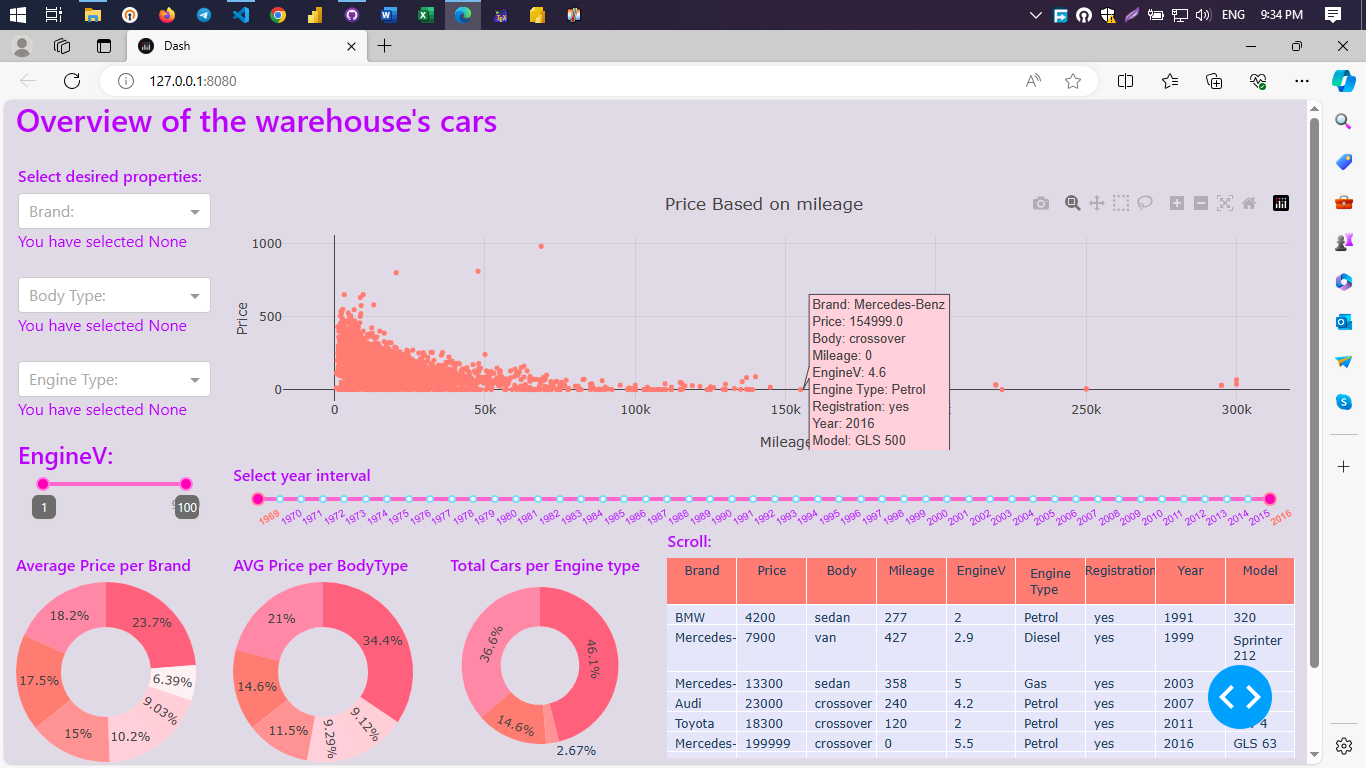 ENG
9:34 PM
Dash
127.0.0.1:8080
Overview of the warehouse's cars
Select desired properties:
Brand:
You have selected None
Body Type:
You have selected None
Engine Type:
You have selected None
EngineV:
1
100
Price Based on mileage
1000
500
0
Price
0
50k
100k
150k
250k
300k
Mileage
Brand: Mercedes-Benz
Price: 154999.0
Body: crossover
Mileage: 0
EngineV: 4.6
Engine Type: Petrol
Registration: yes
Year: 2016
Model: GLS 500
Select year interval
1969 1970 1971 1972 1973 1974 1975 1976 1977 1978 1979 1980 1981 1982 1983 1984 1985 1986 1987 1988 1989 1990 1991 1992 1993 1994 1995 1996 1997 1998 1999 2000 2001 2002 2003 2004 2005 2006 2007 2008 2009 2010 2011 2012 2013 2014 2015 2016
Average Price per Brand
23.7%
18.2%
17.5%
15%
10.2%
9.03%
6.39%
AVG Price per BodyType
34.4%
21%
14.6%
11.5%
9.29%
9.12%
Total Cars per Engine type
46.1%
36.6%
14.6%
2.67%
Scroll:
Brand Price Body Mileage EngineV Engine Type Registration Year Model
BMW 4200 sedan 277 2 Petrol yes 1991 320
Mercedes- 7900 van 427 2.9 Diesel yes 1999 Sprinter 212
Mercedes- 13300 sedan 358 5 Gas yes 2003
Audi 23000 crossover 240 4.2 Petrol yes 2007
Toyota 18300 crossover 120 2 Petrol yes 2011 4
Mercedes- 199999 crossover 0 5.5 Petrol yes 2016 GLS 63